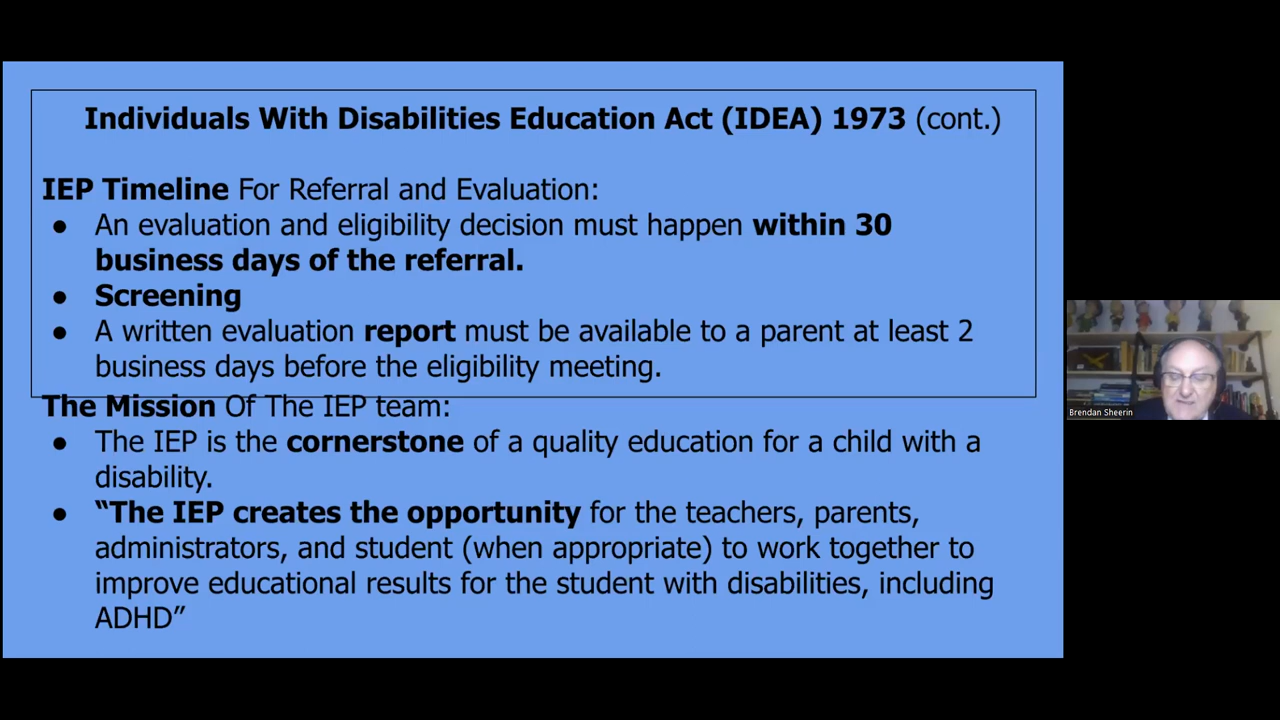 Individuals With Disabilities Education Act (IDEA) 1973 (cont.)
IEP Timeline For Referral and Evaluation:
● An evaluation and eligibility decision must happen within 30
business days of the referral.
● Screening
● A written evaluation report must be available to a parent at least 2
business days before the eligibility meeting.
The Mission Of The IEP team:
● The IEP is the cornerstone of a quality education for a child with a
disability.
● “The IEP creates the opportunity for the teachers, parents,
administrators, and student (when appropriate) to work together to
improve educational results for the student with disabilities, including
ADHD”
Brendan Sheerin